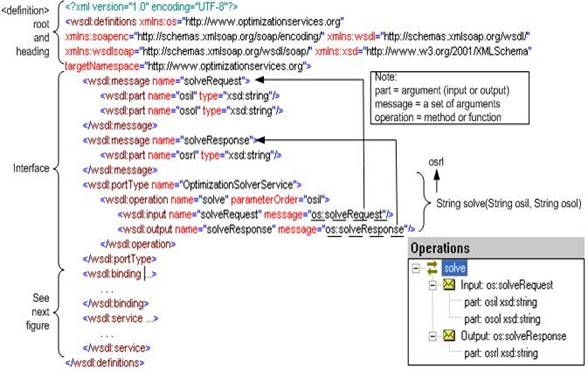 <definition>
root
and
heading
<?xml version="1.0" encoding="UTF-8"?>
<wsdl:definitions xmlns:os="http://www.optimizationservices.org"
xmlns:soapenc="http://schemas.xmlsoap.org/soap/encoding/" xmlns:wsdl="http://schemas.xmlsoap.org/wsdl/"
xmlns:wsdlsoap="http://schemas.xmlsoap.org/wsdl/soap/" xmlns:xsd="http://www.w3.org/2001/XMLSchema"
targetNamespace="http://www.optimizationservices.org">
Interface
<wsdl:message name="solveRequest">
<wsdl:part name="osil" type="xsd:string"/>
<wsdl:part name="osol" type="xsd:string"/>
</wsdl:message>
<wsdl:message name="solveResponse">
<wsdl:part name="osrl" type="xsd:string"/>
</wsdl:message>
<wsdl:portType name="OptimizationSolverService">
<wsdl:operation name="solve" parameterOrder="osil">
<wsdl:input name="solveRequest" message="os:solveRequest"/>
<wsdl:output name="solveResponse" message="os:solveResponse"/>
</wsdl:operation>
</wsdl:portType>
See
next
figure
<wsdl:binding ...>
. . .
</wsdl:binding>
<wsdl:service ...>
. . .
</wsdl:service>
</wsdl:definitions>
Note:
part = argument (input or output)
message = a set of arguments
operation = method or function
osrl
String solve(String osil, String osol)
Operations
solve
Input: os:solveRequest
part: osil xsd:string
part: osol xsd:string
Output: os:solveResponse
part: osrl xsd:string